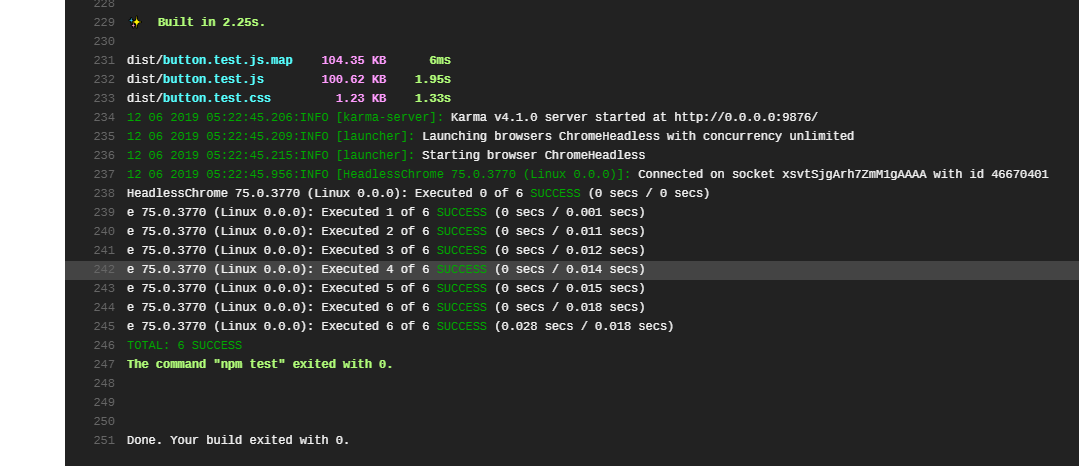 228
229 ✨ Built in 2.25s.
230
231 dist/button.test.js.map 104.35 KB 6ms
232 dist/button.test.js 100.62 KB 1.95s
233 dist/button.test.css 1.23 KB 1.33s
234 12 06 2019 05:22:45.206:INFO [karma-server]: Karma v4.1.0 server started at http://0.0.0.0:9876/
235 12 06 2019 05:22:45.209:INFO [launcher]: Launching browsers ChromeHeadless with concurrency unlimited
236 12 06 2019 05:22:45.215:INFO [launcher]: Starting browser ChromeHeadless
237 12 06 2019 05:22:45.956:INFO [HeadlessChrome 75.0.3770 (Linux 0.0.0)]: Connected on socket xsvtSjgArh7ZmM1gAAAA with id 46670401
238 HeadlessChrome 75.0.3770 (Linux 0.0.0): Executed 0 of 6 SUCCESS (0 secs / 0 secs)
239 e 75.0.3770 (Linux 0.0.0): Executed 1 of 6 SUCCESS (0 secs / 0.001 secs)
240 e 75.0.3770 (Linux 0.0.0): Executed 2 of 6 SUCCESS (0 secs / 0.011 secs)
241 e 75.0.3770 (Linux 0.0.0): Executed 3 of 6 SUCCESS (0 secs / 0.012 secs)
242 e 75.0.3770 (Linux 0.0.0): Executed 4 of 6 SUCCESS (0 secs / 0.014 secs)
243 e 75.0.3770 (Linux 0.0.0): Executed 5 of 6 SUCCESS (0 secs / 0.015 secs)
244 e 75.0.3770 (Linux 0.0.0): Executed 6 of 6 SUCCESS (0 secs / 0.018 secs)
245 e 75.0.3770 (Linux 0.0.0): Executed 6 of 6 SUCCESS (0.028 secs / 0.018 secs)
246 TOTAL: 6 SUCCESS
247 The command "npm test" exited with 0.
248
249
250
251 Done. Your build exited with 0.